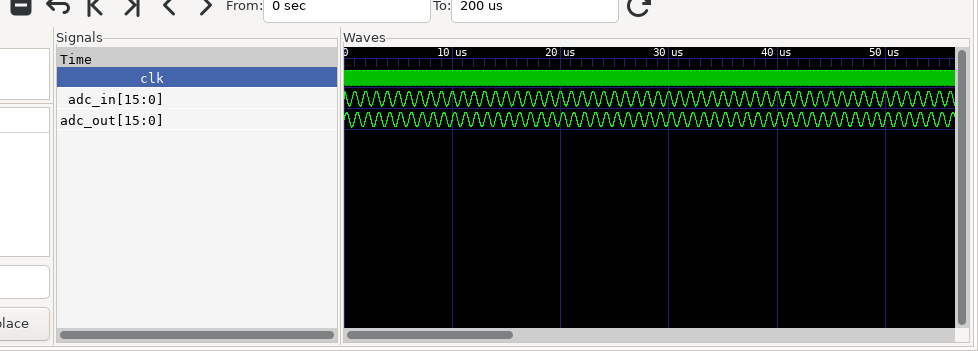 From: 0 sec To: 200 us
Signals
Waves
Time
clk
adc_in[15:0]
adc_out[15:0]
0 10 us 20 us 30 us 40 us 50 us